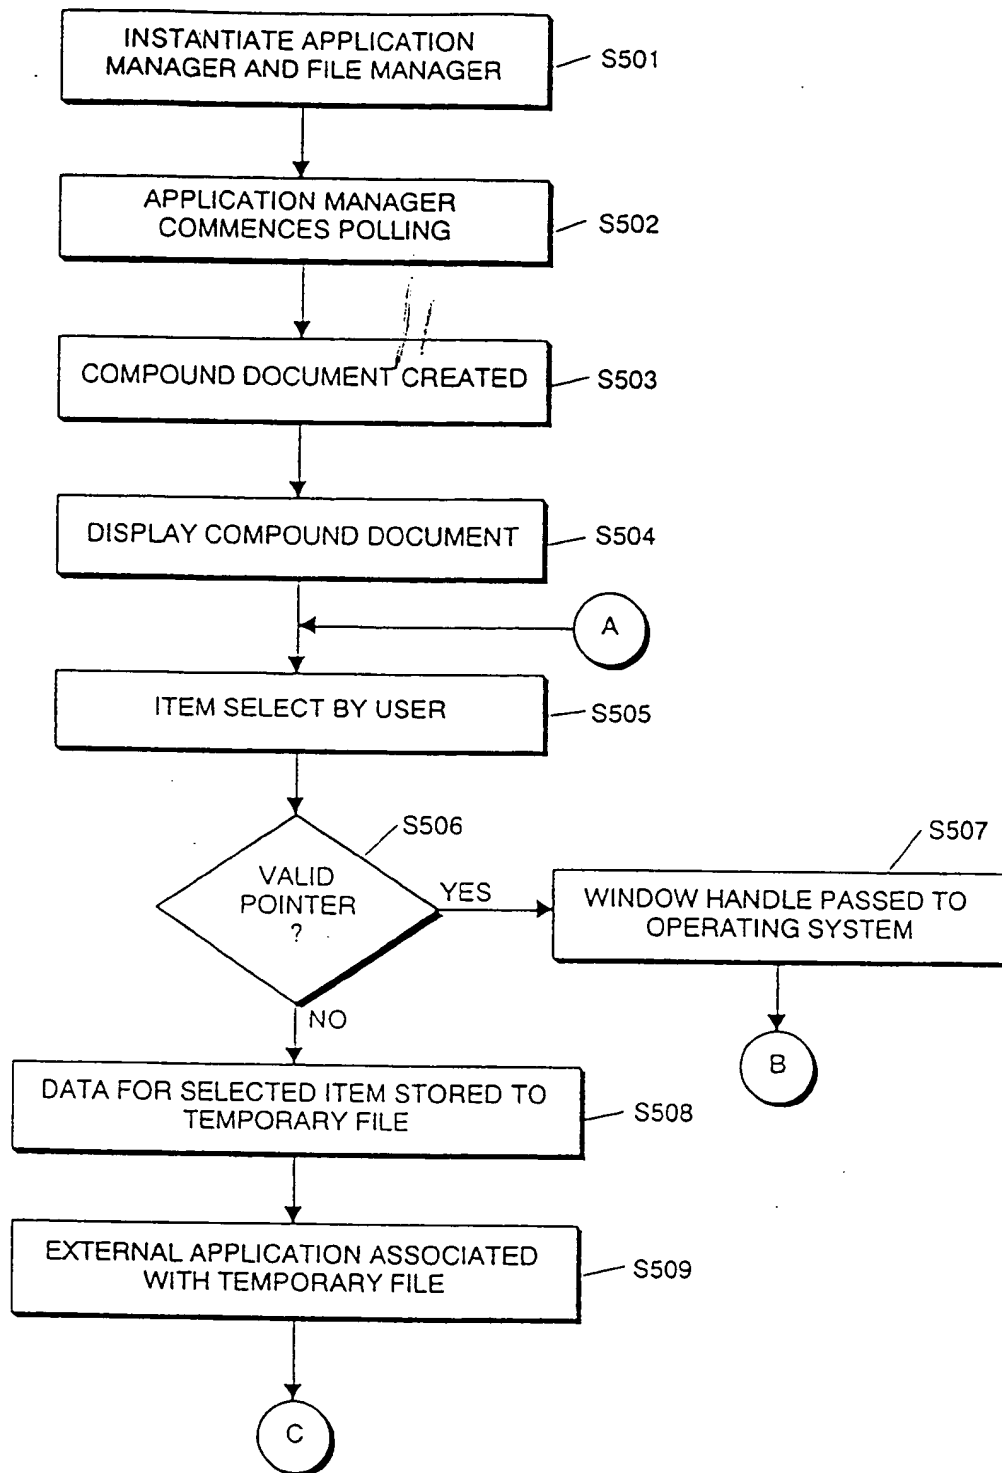 INSTANTIATE APPLICATION
MANAGER AND FILE MANAGER
S501
APPLICATION MANAGER
COMMENCES POLLING
S502
COMPOUND DOCUMENT CREATED
S503
DISPLAY COMPOUND DOCUMENT
S504
A
ITEM SELECT BY USER
S505
S506
VALID
POINTER
?
YES
S507
WINDOW HANDLE PASSED TO
OPERATING SYSTEM
NO
B
DATA FOR SELECTED ITEM STORED TO
TEMPORARY FILE
S508
EXTERNAL APPLICATION ASSOCIATED
WITH TEMPORARY FILE
S509
C